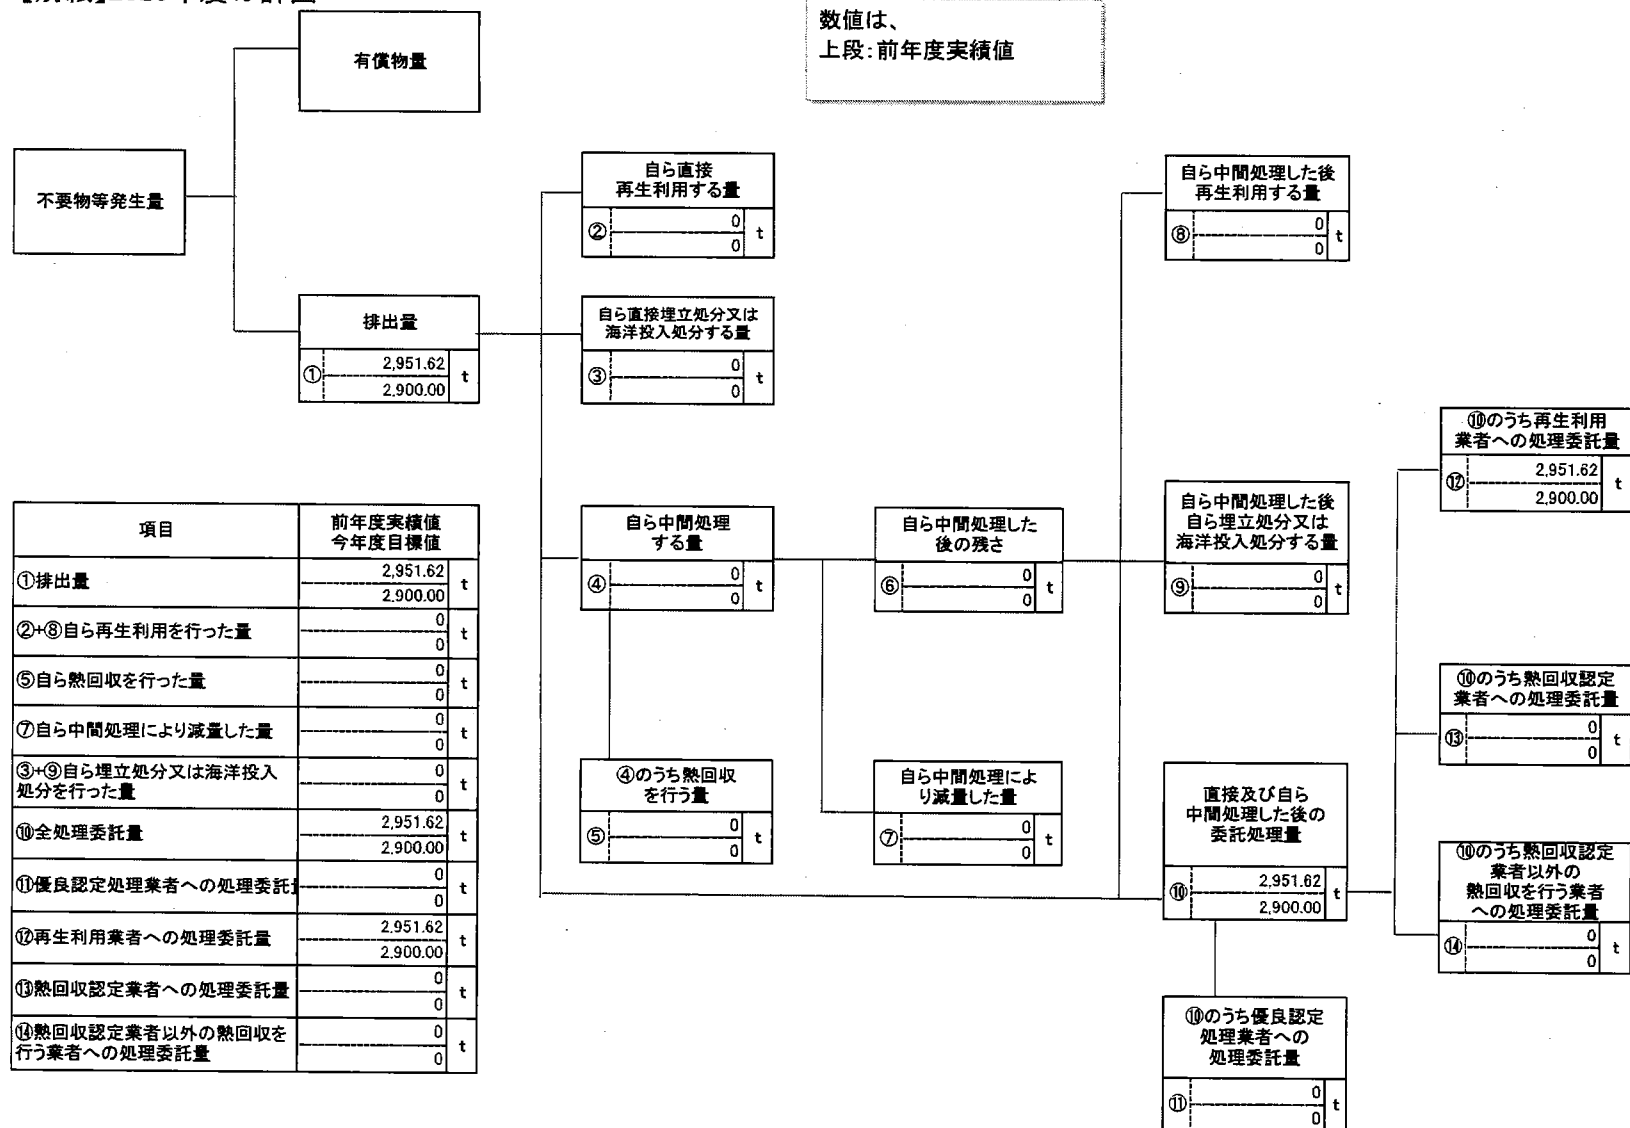 数値は、
上段:前年度実績値
有償物量
不要物等発生量
排出量
① 2,951.62 t
2,900.00
自ら直接
再生利用する量
② 0 t
0
自ら直接埋立処分又は
海洋投入処分する量
③ 0 t
0
自ら中間処理した後
再生利用する量
⑧ 0 t
0
⑩のうち再生利用
業者への処理委託量
⑫ 2,951.62 t
2,900.00
自ら中間処理
する量
④ 0 t
0
自ら中間処理した
後の残さ
⑥ 0 t
0
自ら中間処理した後
自ら埋立処分又は
海洋投入処分する量
⑨ 0 t
0
⑩のうち熱回収認定
業者への処理委託量
⑬ 0 t
0
④のうち熱回収
を行う量
⑤ 0 t
0
自ら中間処理によ
り減量した量
⑦ 0 t
0
直接及び自ら
中間処理した後の
委託処理量
⑩ 2,951.62 t
2,900.00
⑩のうち熱回収認定
業者以外の
熱回収を行う業者
への処理委託量
⑭ 0 t
0
⑩のうち優良認定
処理業者への
処理委託量
⑪ 0 t
0
項目 前年度実績値
今年度目標値
①排出量 2,951.62 t
2,900.00
②+⑧自ら再生利用を行った量 0 t
0
⑤自ら熱回収を行った量 0 t
0
⑦自ら中間処理により減量した量 0 t
0
③+⑨自ら埋立処分又は海洋投入
処分を行った量 0 t
0
⑩全処理委託量 2,951.62 t
2,900.00
⑪優良認定処理業者への処理委託 0 t
0
⑫再生利用業者への処理委託量 2,951.62 t
2,900.00
⑬熱回収認定業者への処理委託量 0 t
0
⑭熱回収認定業者以外の熱回収を
行う業者への処理委託量 0 t
0